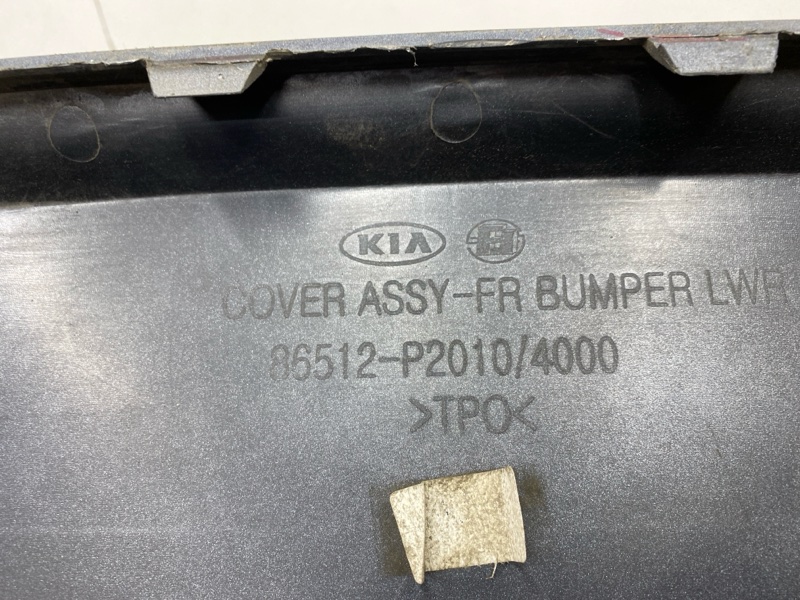 KIA
COVER ASSY-FR BUMPER LWR
86512-P2010/4000
>TPO<